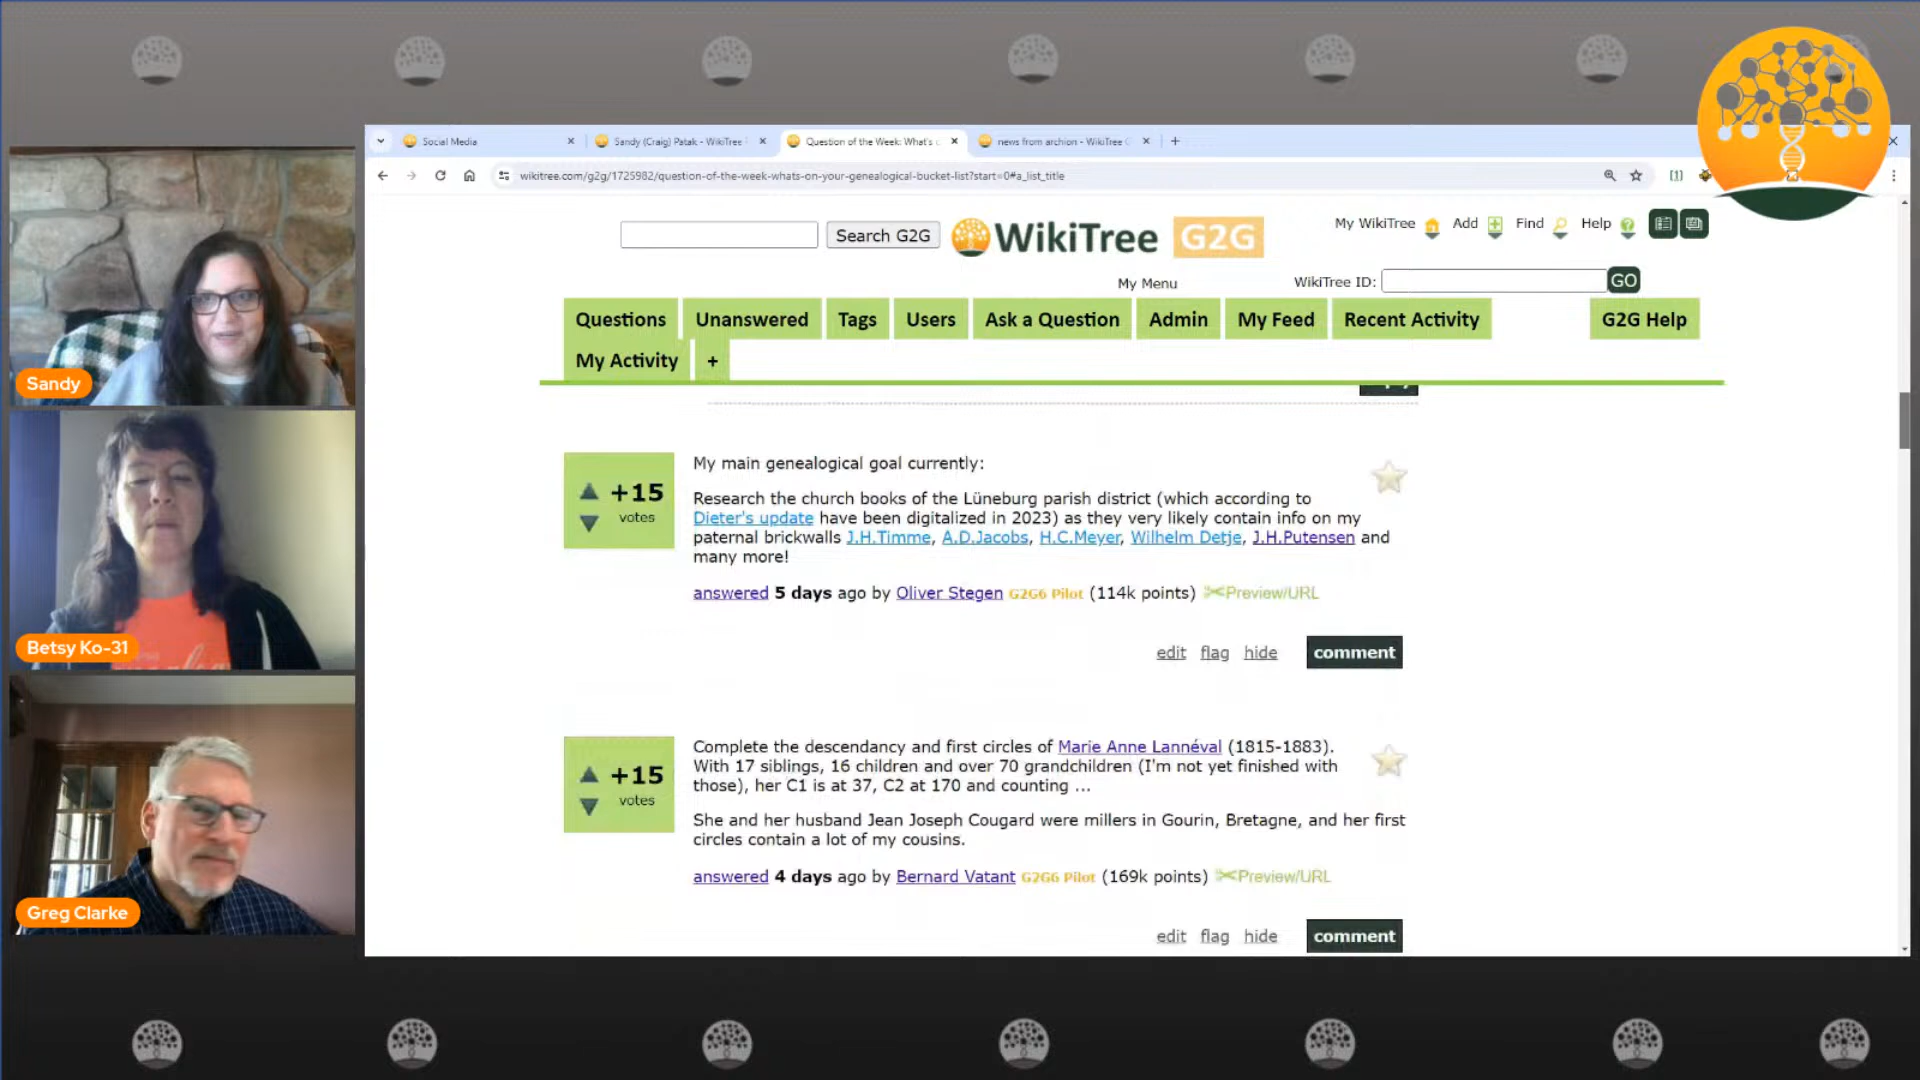 Social Media
Sandy (Craig) Patak - WikiTree
Question of the Week: What's
news from archion - WikiTree
wikitree.com/g2g/1725982/question-of-the-week-whats-on-your-genealogical-bucket-list?start=0#a_list_title
Search G2G
WikiTree G2G
My WikiTree Add Find Help
My Menu
WikiTree ID: GO
Questions Unanswered Tags Users Ask a Question Admin My Feed Recent Activity G2G Help
My Activity +
My main genealogical goal currently:
+15
votes
Research the church books of the Lüneburg parish district (which according to
Dieter's update have been digitalized in 2023) as they very likely contain info on my
paternal brickwalls J.H.Timme, A.D.Jacobs, H.C.Meyer, Wilhelm Detje, J.H.Putensen and
many more!
answered 5 days ago by Oliver Stegen G2G6 Pilot (114k points) Preview/URL
edit flag hide comment
Complete the descendancy and first circles of Marie Anne Lannéval (1815-1883).
With 17 siblings, 16 children and over 70 grandchildren (I'm not yet finished with
those), her C1 is at 37, C2 at 170 and counting ...
+15
votes
She and her husband Jean Joseph Cougard were millers in Gourin, Bretagne, and her first
circles contain a lot of my cousins.
answered 4 days ago by Bernard Vatant G2G6 Pilot (169k points) Preview/URL
edit flag hide comment
Sandy
Betsy Ko-31
Greg Clarke